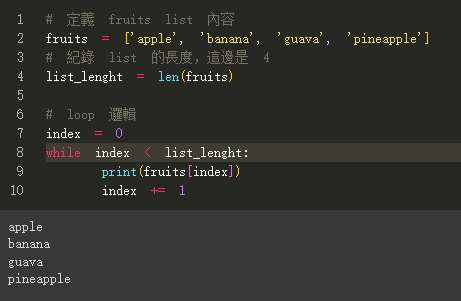 1 # 定義 fruits list 內容
2 fruits = ['apple', 'banana', 'guava', 'pineapple']
3 # 紀錄 list 的長度，這邊是 4
4 list_lenght = len(fruits)
5
6 # loop 邏輯
7 index = 0
8 while index < list_lenght:
9 print(fruits[index])
10 index += 1
apple
banana
guava
pineapple